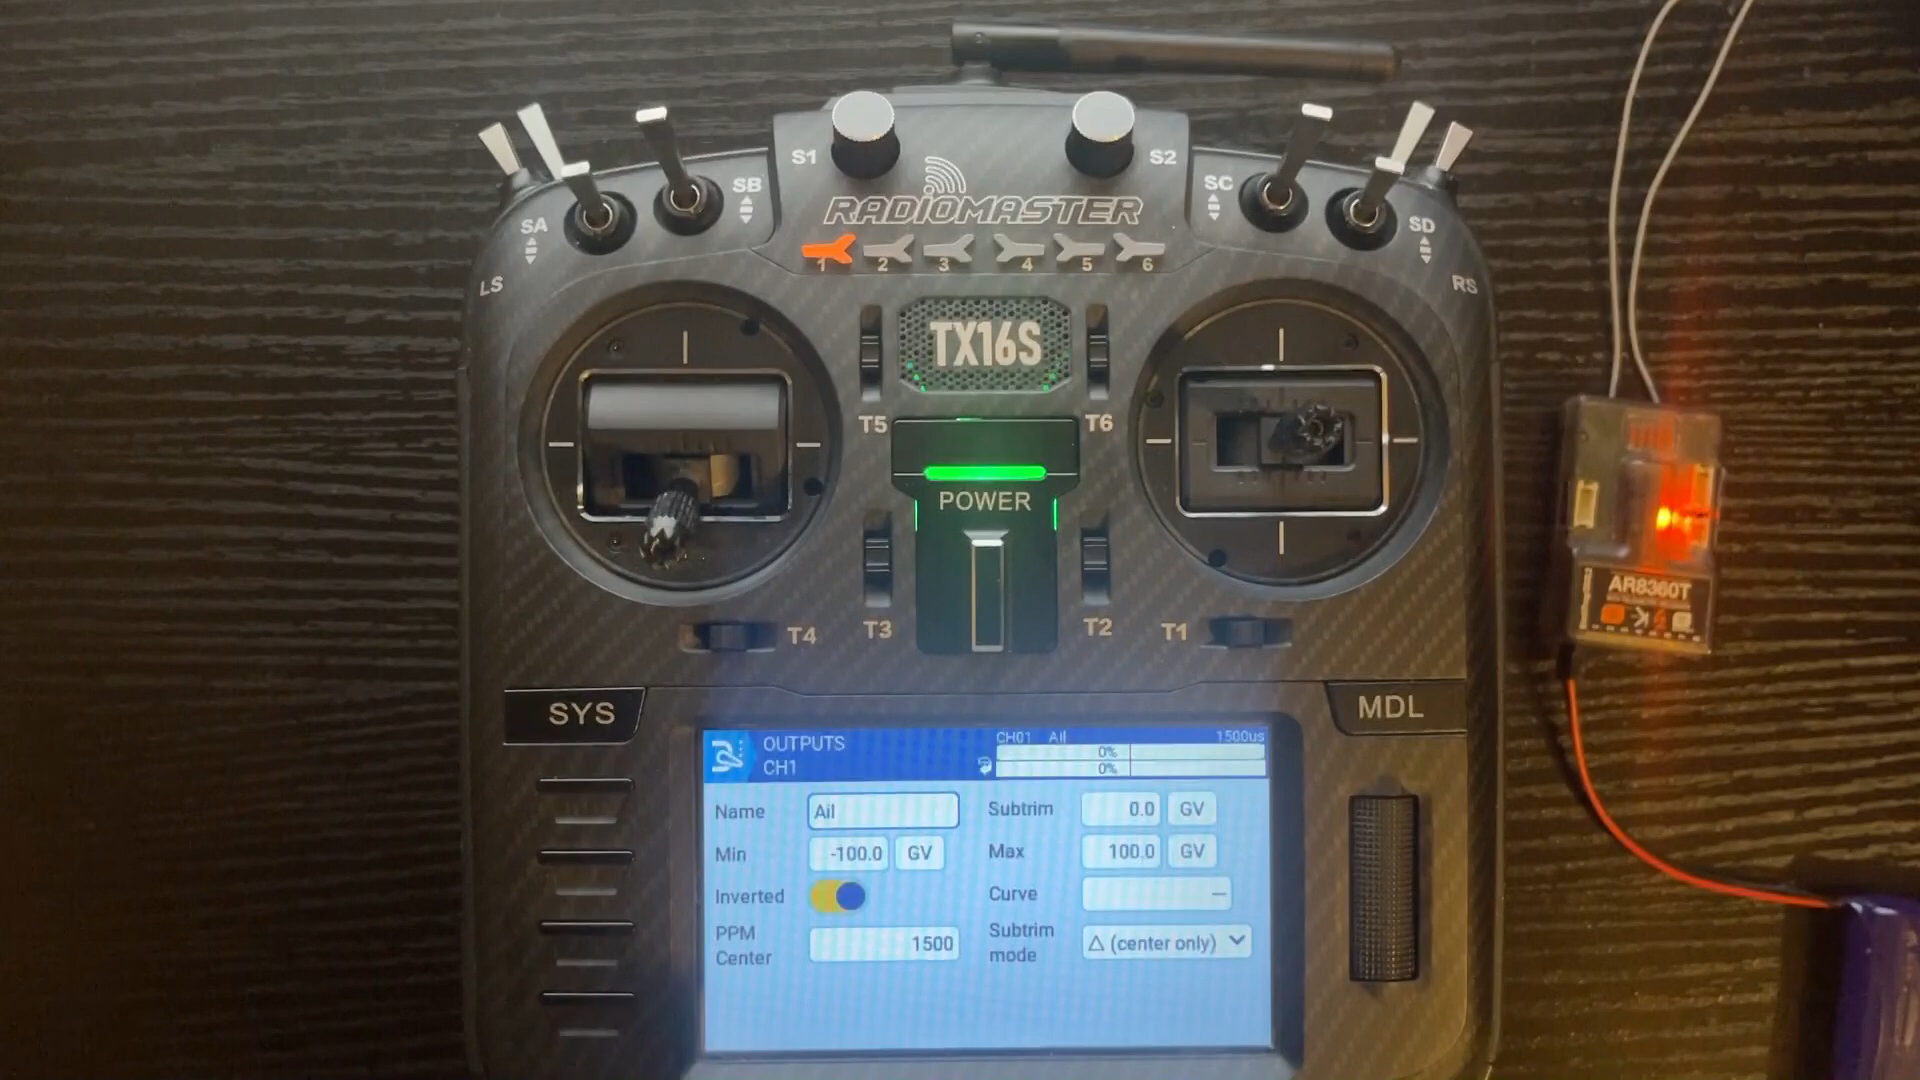 S1
S2
SA
SB
SC
SD
LS
RS
RADIOMASTER
1 2 3 4 5 6
TX16S
T5
T6
POWER
T4
T3
T2
T1
SYS
MDL
AR8360T
OUTPUTS
CH1
CH01 Ail 1500us
0%
0%
Name Ail
Subtrim 0.0 GV
Min -100.0 GV
Max 100.0 GV
Inverted
Curve —
PPM
Center 1500
Subtrim
mode Δ (center only)